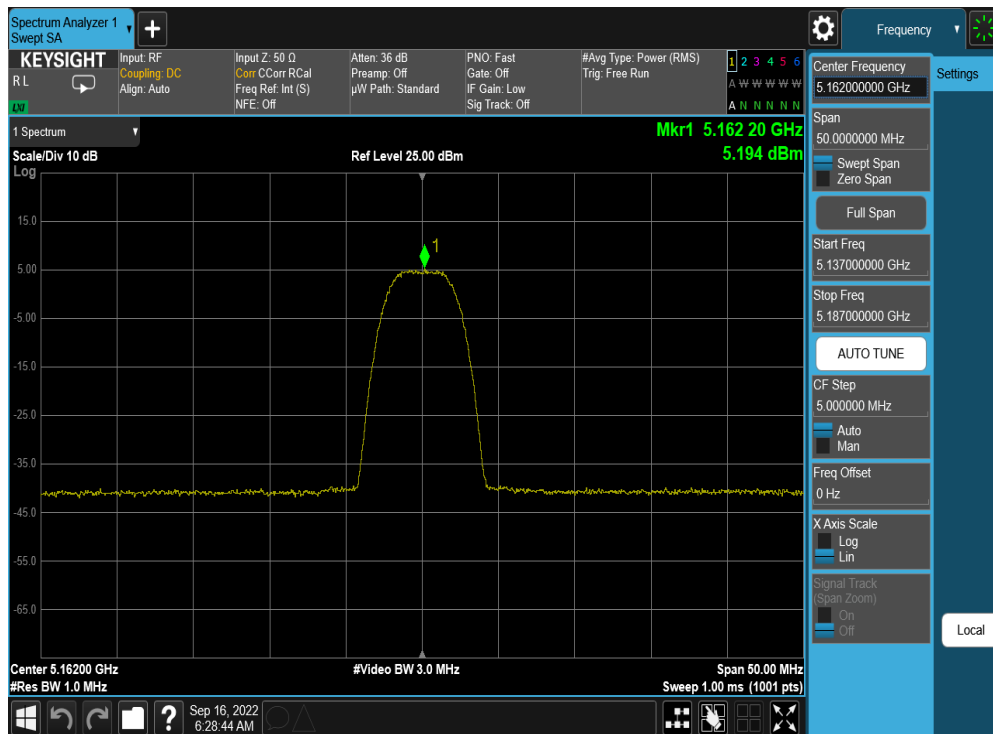 Spectrum Analyzer 1
Swept SA
+
Frequency
KEYSIGHT
R L
LNI
Input: RF
Coupling: DC
Align: Auto
Input Z: 50 Ω
Corr CCorr RCal
Freq Ref: Int (S)
NFE: Off
Atten: 36 dB
Preamp: Off
µW Path: Standard
PNO: Fast
Gate: Off
IF Gain: Low
Sig Track: Off
#Avg Type: Power (RMS)
Trig: Free Run
1 2 3 4 5 6
A W W W W W
A N N N N N
1 Spectrum
Scale/Div 10 dB
Log
Ref Level 25.00 dBm
Mkr1 5.162 20 GHz
5.194 dBm
1
15.0
5.00
-5.00
-15.0
-25.0
-35.0
-45.0
-55.0
-65.0
Center 5.16200 GHz
#Res BW 1.0 MHz
#Video BW 3.0 MHz
Span 50.00 MHz
Sweep 1.00 ms (1001 pts)
Center Frequency
5.162000000 GHz
Settings
Span
50.0000000 MHz
Swept Span
Zero Span
Full Span
Start Freq
5.137000000 GHz
Stop Freq
5.187000000 GHz
AUTO TUNE
CF Step
5.000000 MHz
Auto
Man
Freq Offset
0 Hz
X Axis Scale
Log
Lin
Signal Track
(Span Zoom)
On
Off
Local
?
Sep 16, 2022
6:28:44 AM